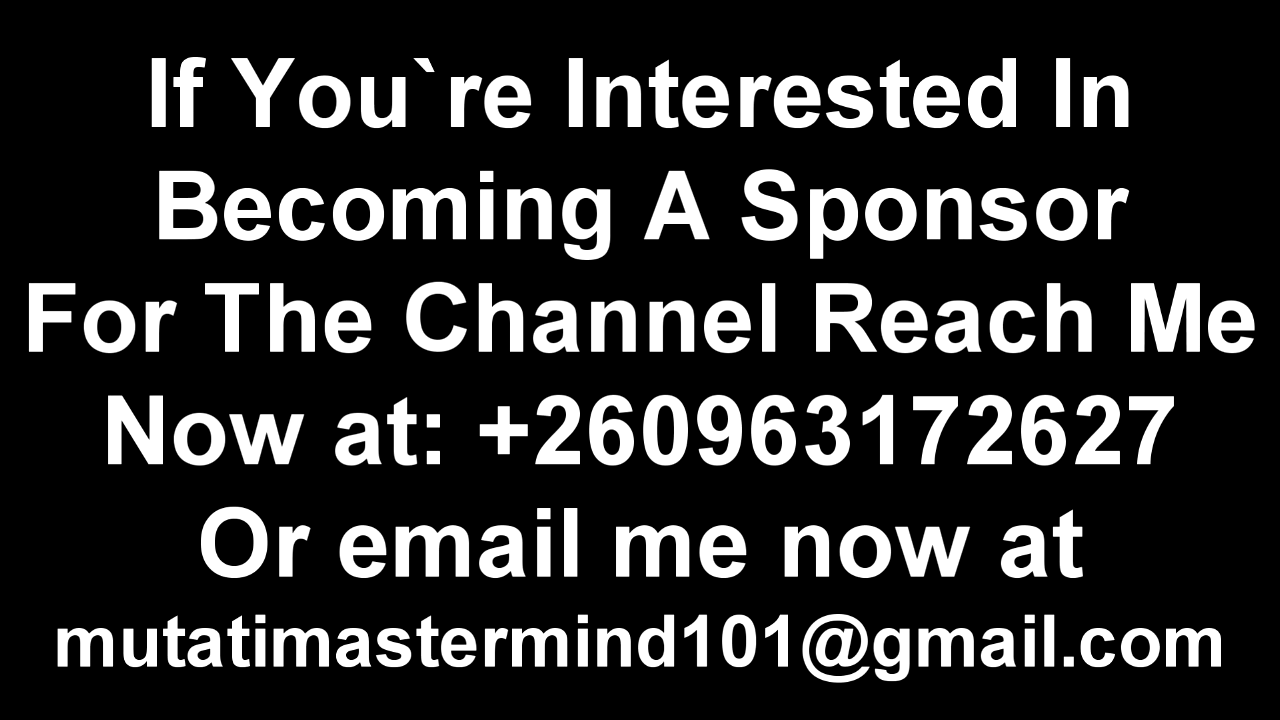 If You`re Interested In
Becoming A Sponsor
For The Channel Reach Me
Now at: +260963172627
Or email me now at
mutatimastermind101@gmail.com